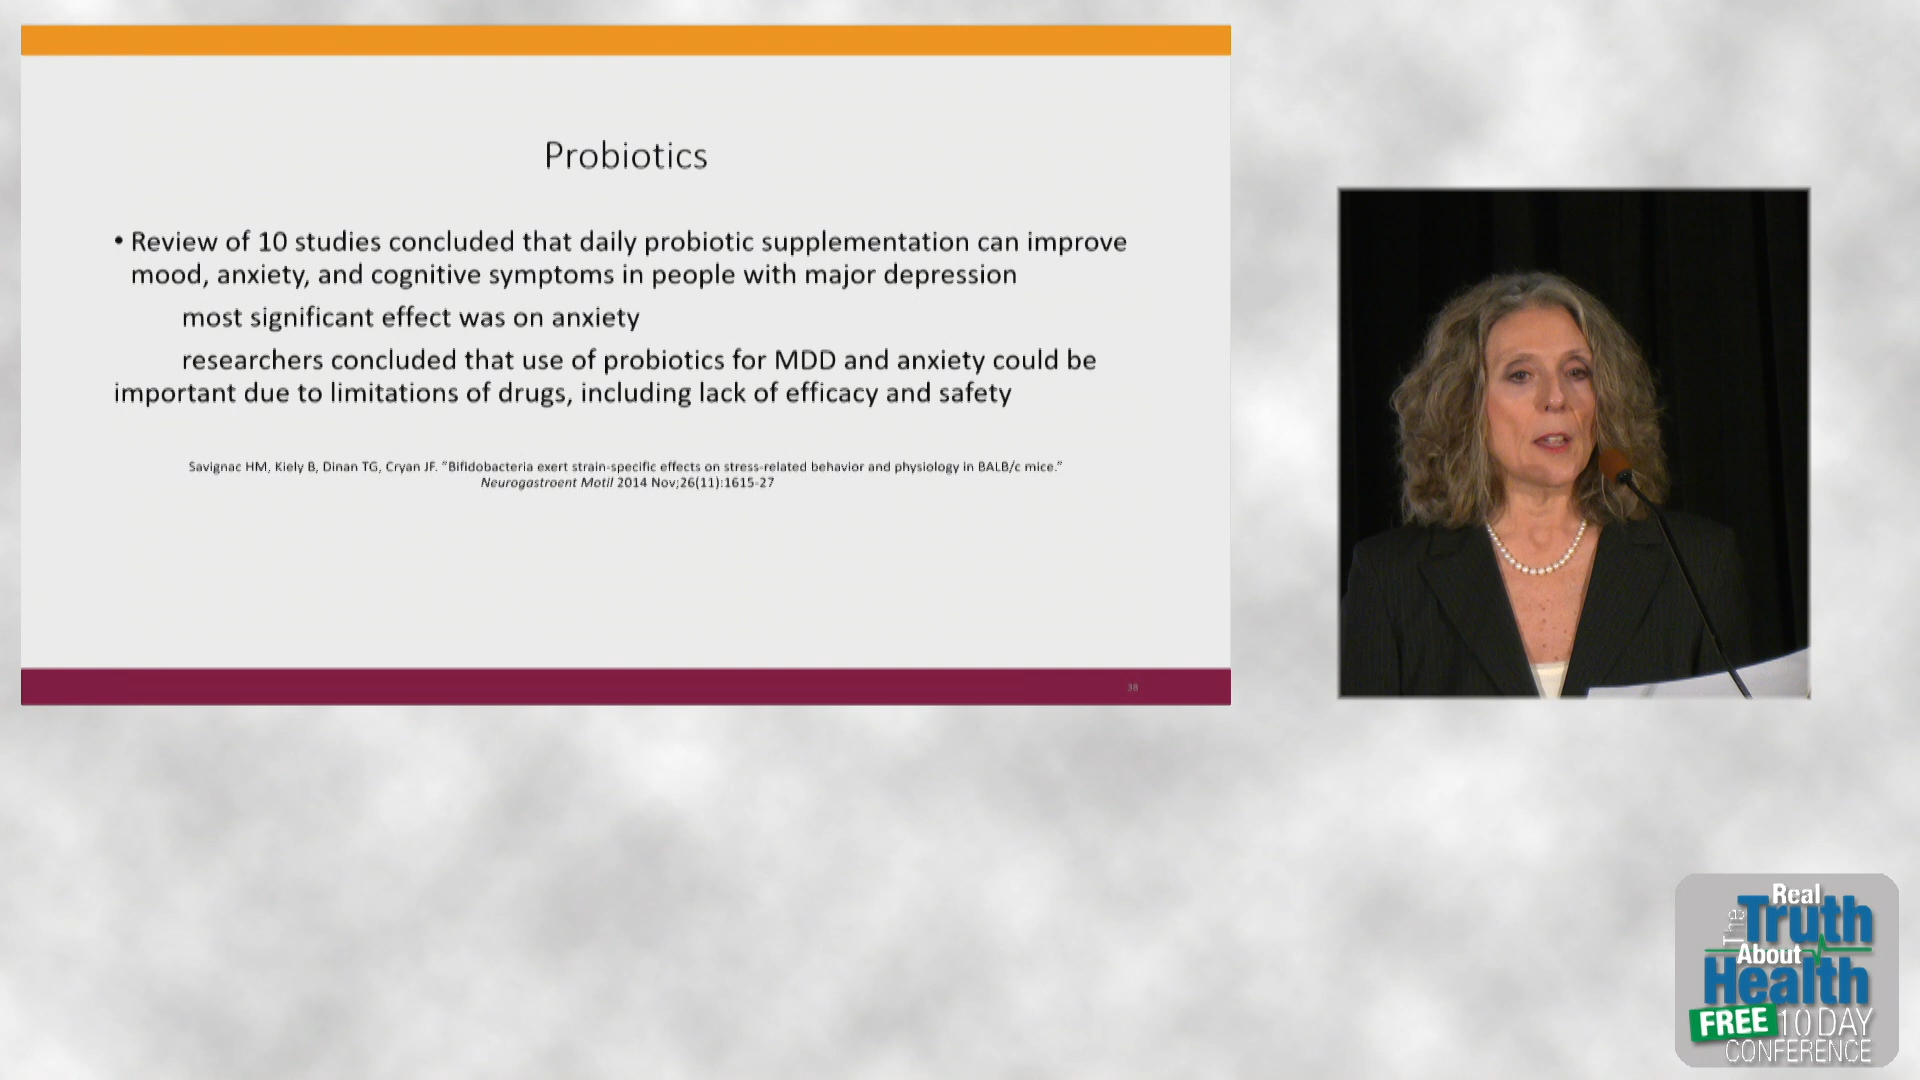 Probiotics
• Review of 10 studies concluded that daily probiotic supplementation can improve
mood, anxiety, and cognitive symptoms in people with major depression
most significant effect was on anxiety
researchers concluded that use of probiotics for MDD and anxiety could be
important due to limitations of drugs, including lack of efficacy and safety
Savignac HM, Kiely B, Dinan TG, Cryan JF. "Bifidobacteria exert strain-specific effects on stress-related behavior and physiology in BALB/c mice."
Neurogastroent Motil 2014 Nov;26(11):1615-27
38
The Real
Truth
About
Health
FREE 10 DAY
CONFERENCE